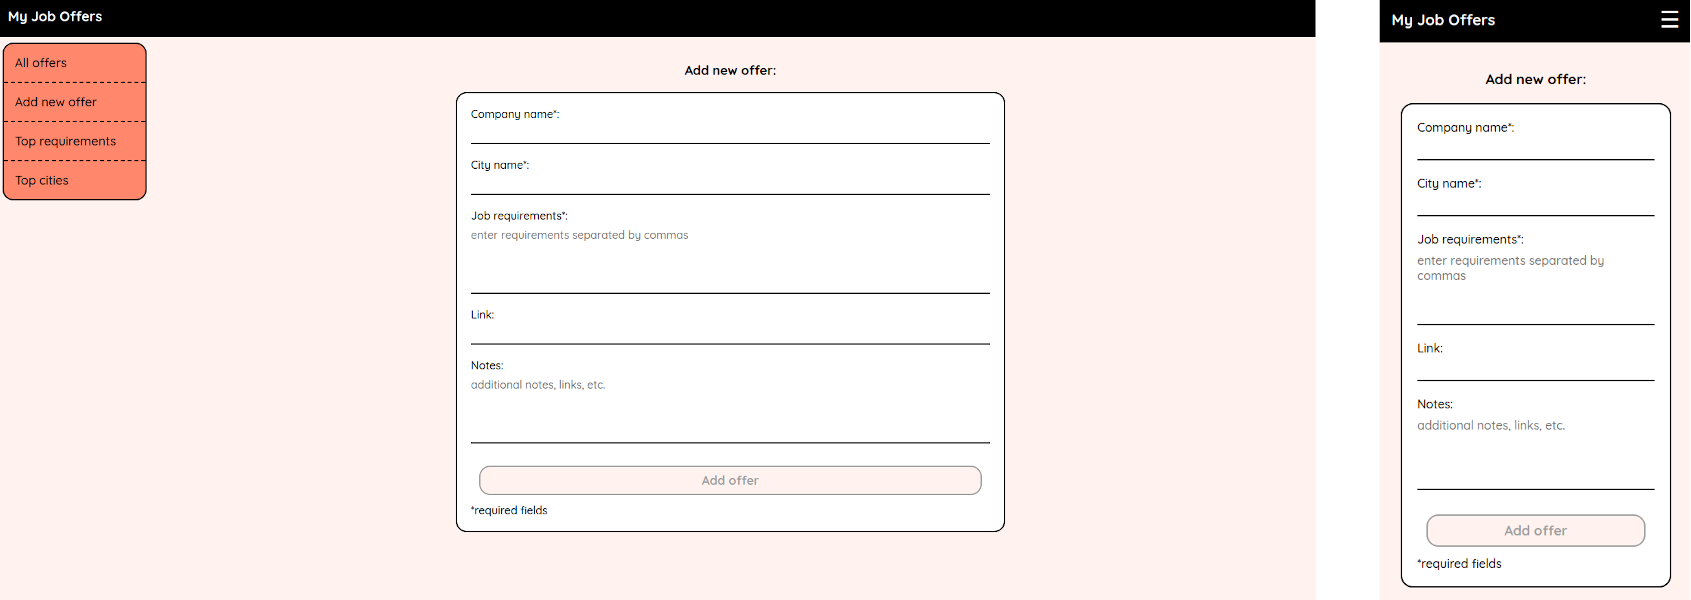 My Job Offers
All offers
Add new offer
Top requirements
Top cities
Add new offer:
Company name*:
City name*:
Job requirements*:
enter requirements separated by commas
Link:
Notes:
additional notes, links, etc.
Add offer
*required fields
My Job Offers
Add new offer:
Company name*:
City name*:
Job requirements*:
enter requirements separated by
commas
Link:
Notes:
additional notes, links, etc.
Add offer
*required fields